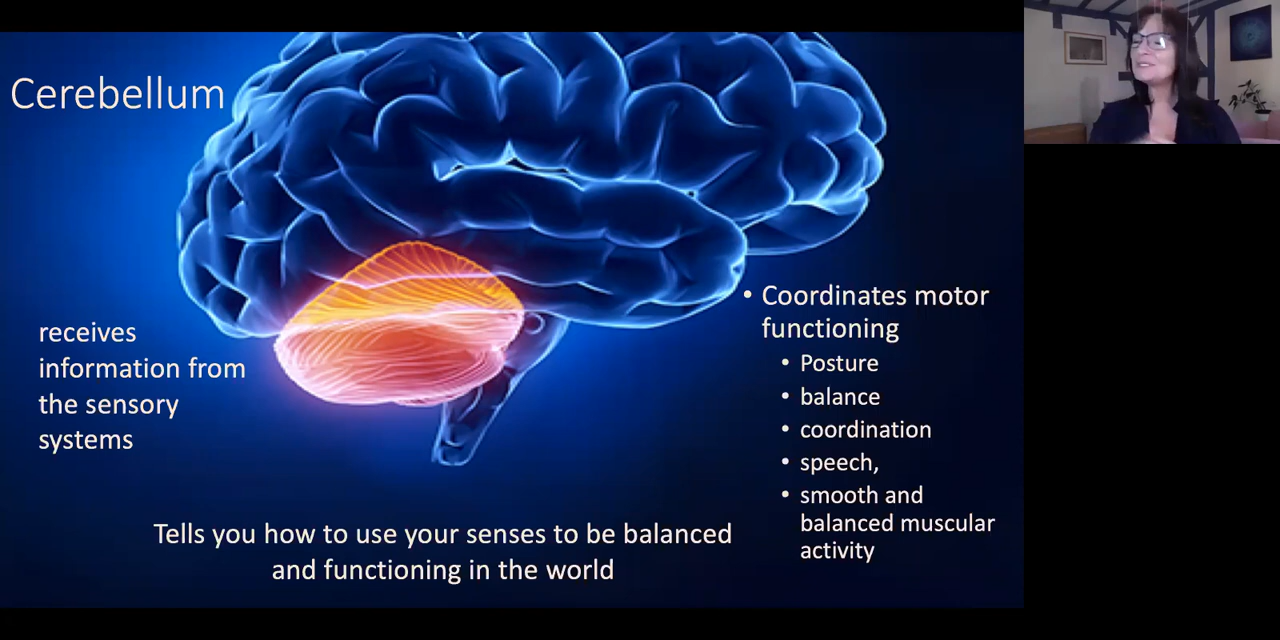 Cerebellum
receives
information from
the sensory
systems
• Coordinates motor
functioning
• Posture
• balance
• coordination
• speech,
• smooth and
balanced muscular
activity
Tells you how to use your senses to be balanced
and functioning in the world